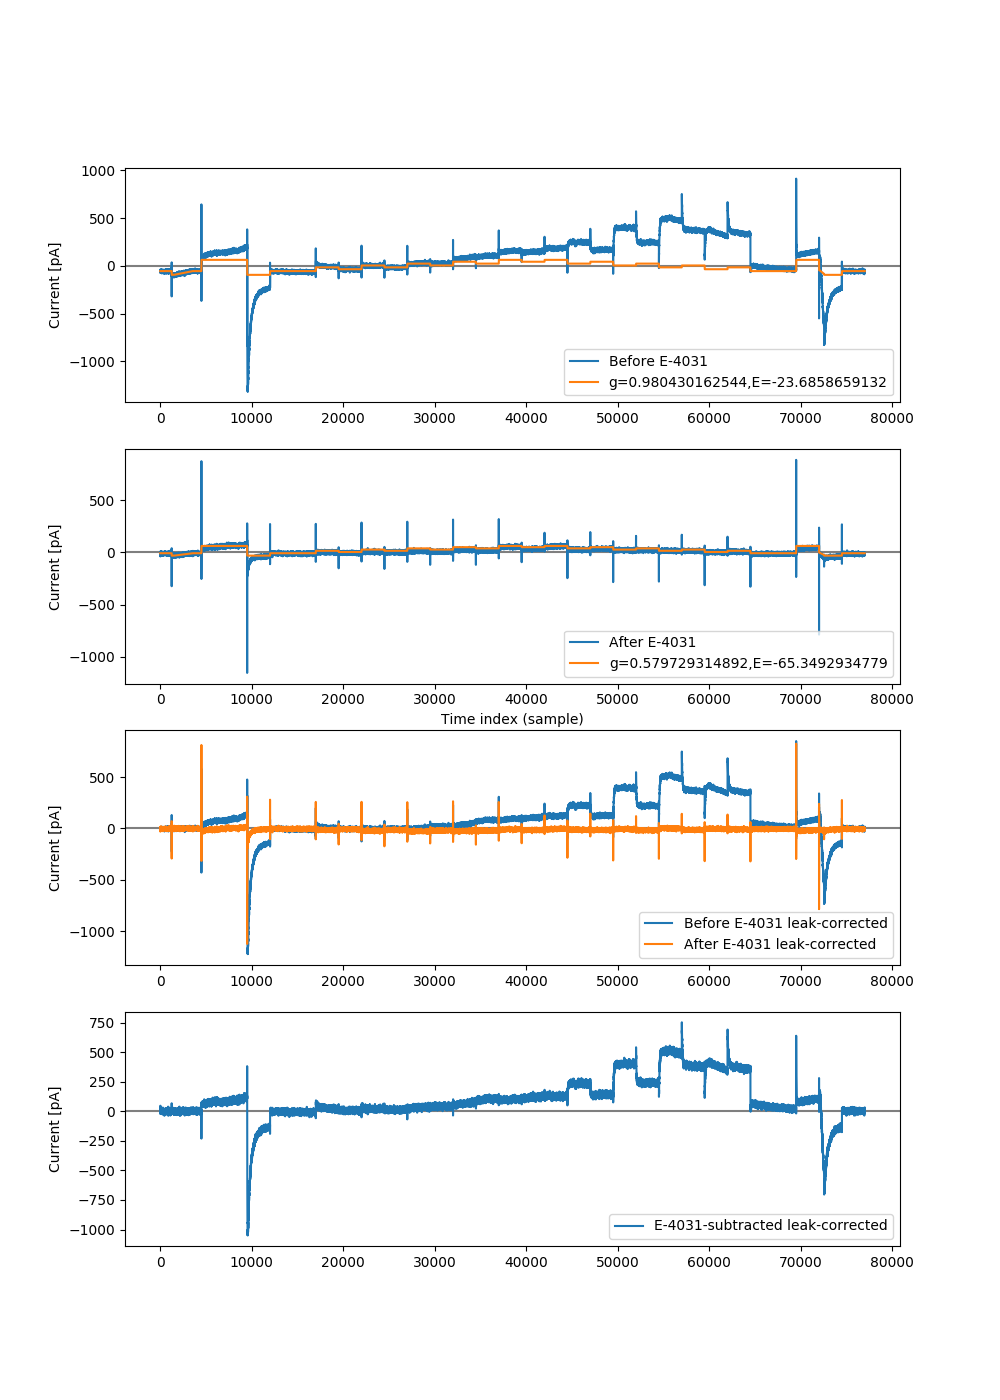 1000
500
0
−500
−1000
Current [pA]
Before E-4031
g=0.980430162544,E=-23.6858659132
0 10000 20000 30000 40000 50000 60000 70000 80000
500
0
−500
−1000
Current [pA]
After E-4031
g=0.579729314892,E=-65.3492934779
0 10000 20000 30000 40000 50000 60000 70000 80000
Time index (sample)
500
0
−500
−1000
Current [pA]
Before E-4031 leak-corrected
After E-4031 leak-corrected
0 10000 20000 30000 40000 50000 60000 70000 80000
750
500
250
0
−250
−500
−750
−1000
Current [pA]
E-4031-subtracted leak-corrected
0 10000 20000 30000 40000 50000 60000 70000 80000